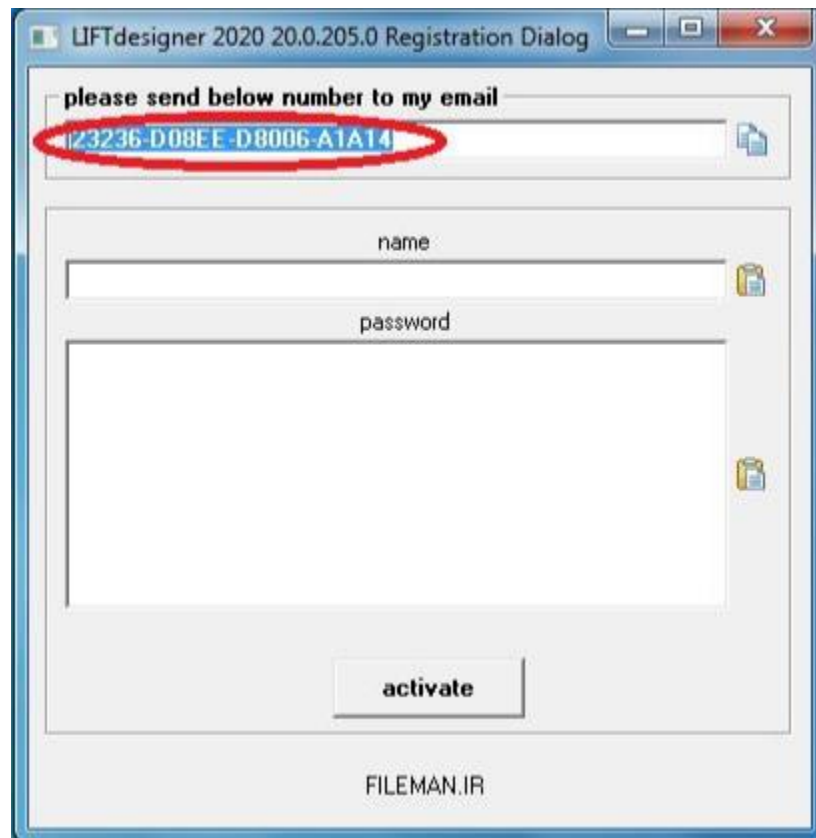 LIFTdesigner 2020 20.0.205.0 Registration Dialog
please send below number to my email
23236-D08EE-D8006-A1A14
name
password
activate
FILEMAN.IR